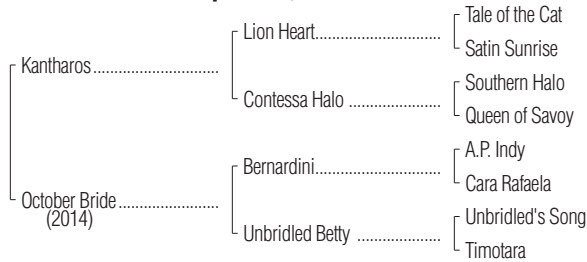 Tale of the Cat
Lion Heart
Satin Sunrise
Kantharos
Southern Halo
Contessa Halo
Queen of Savoy
A.P. Indy
Bernardini
Cara Rafaela
October Bride
(2014)
Unbridled's Song
Unbridled Betty
Timotara